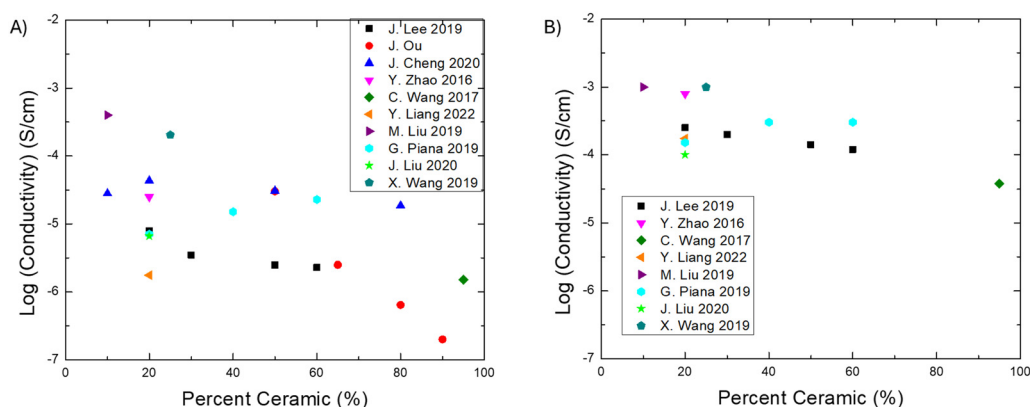 A)
-2
-3
-4
-5
-6
-7
0
20
40
60
80
100
Log (Conductivity) (S/cm)
Percent Ceramic (%)
J. Lee 2019
J. Ou
J. Cheng 2020
Y. Zhao 2016
C. Wang 2017
Y. Liang 2022
M. Liu 2019
G. Piana 2019
J. Liu 2020
X. Wang 2019
B)
-2
-3
-4
-5
-6
-7
0
20
40
60
80
100
Log (Conductivity) (S/cm)
Percent Ceramic (%)
J. Lee 2019
Y. Zhao 2016
C. Wang 2017
Y. Liang 2022
M. Liu 2019
G. Piana 2019
J. Liu 2020
X. Wang 2019